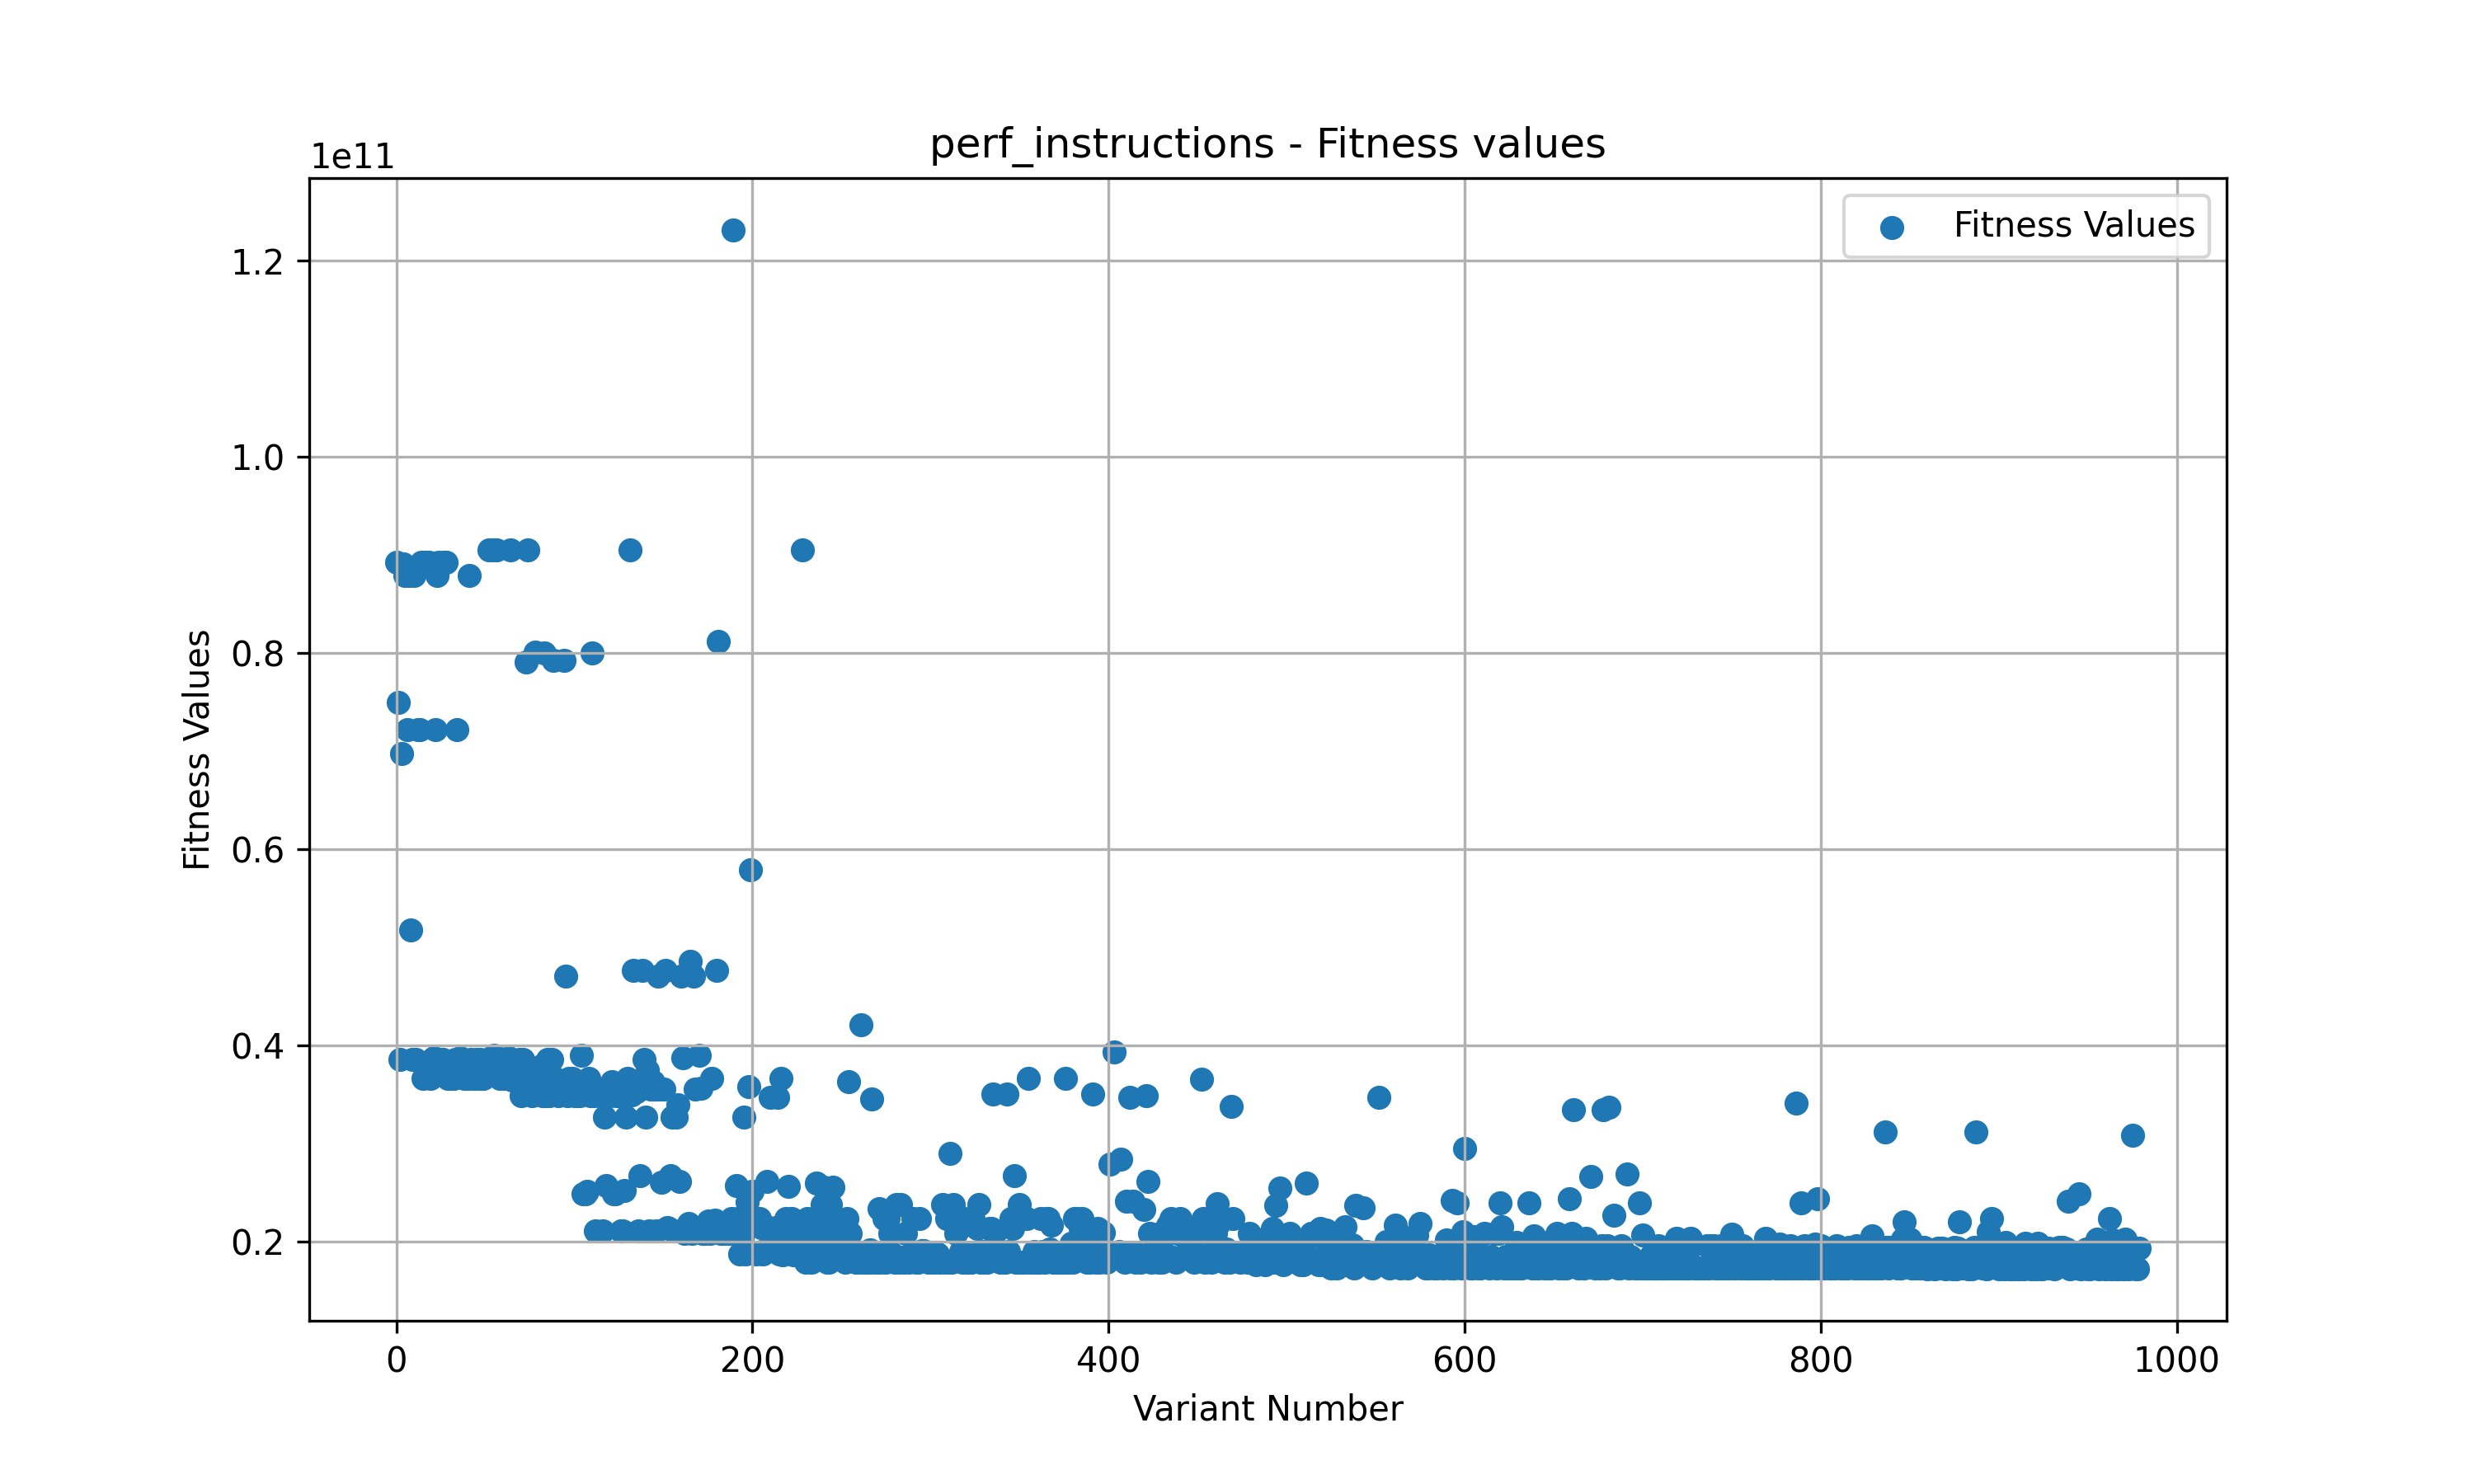 perf_instructions - Fitness values
1e11
Fitness Values
1.2
1.0
0.8
0.6
0.4
0.2
Fitness Values
0 200 400 600 800 1000
Variant Number